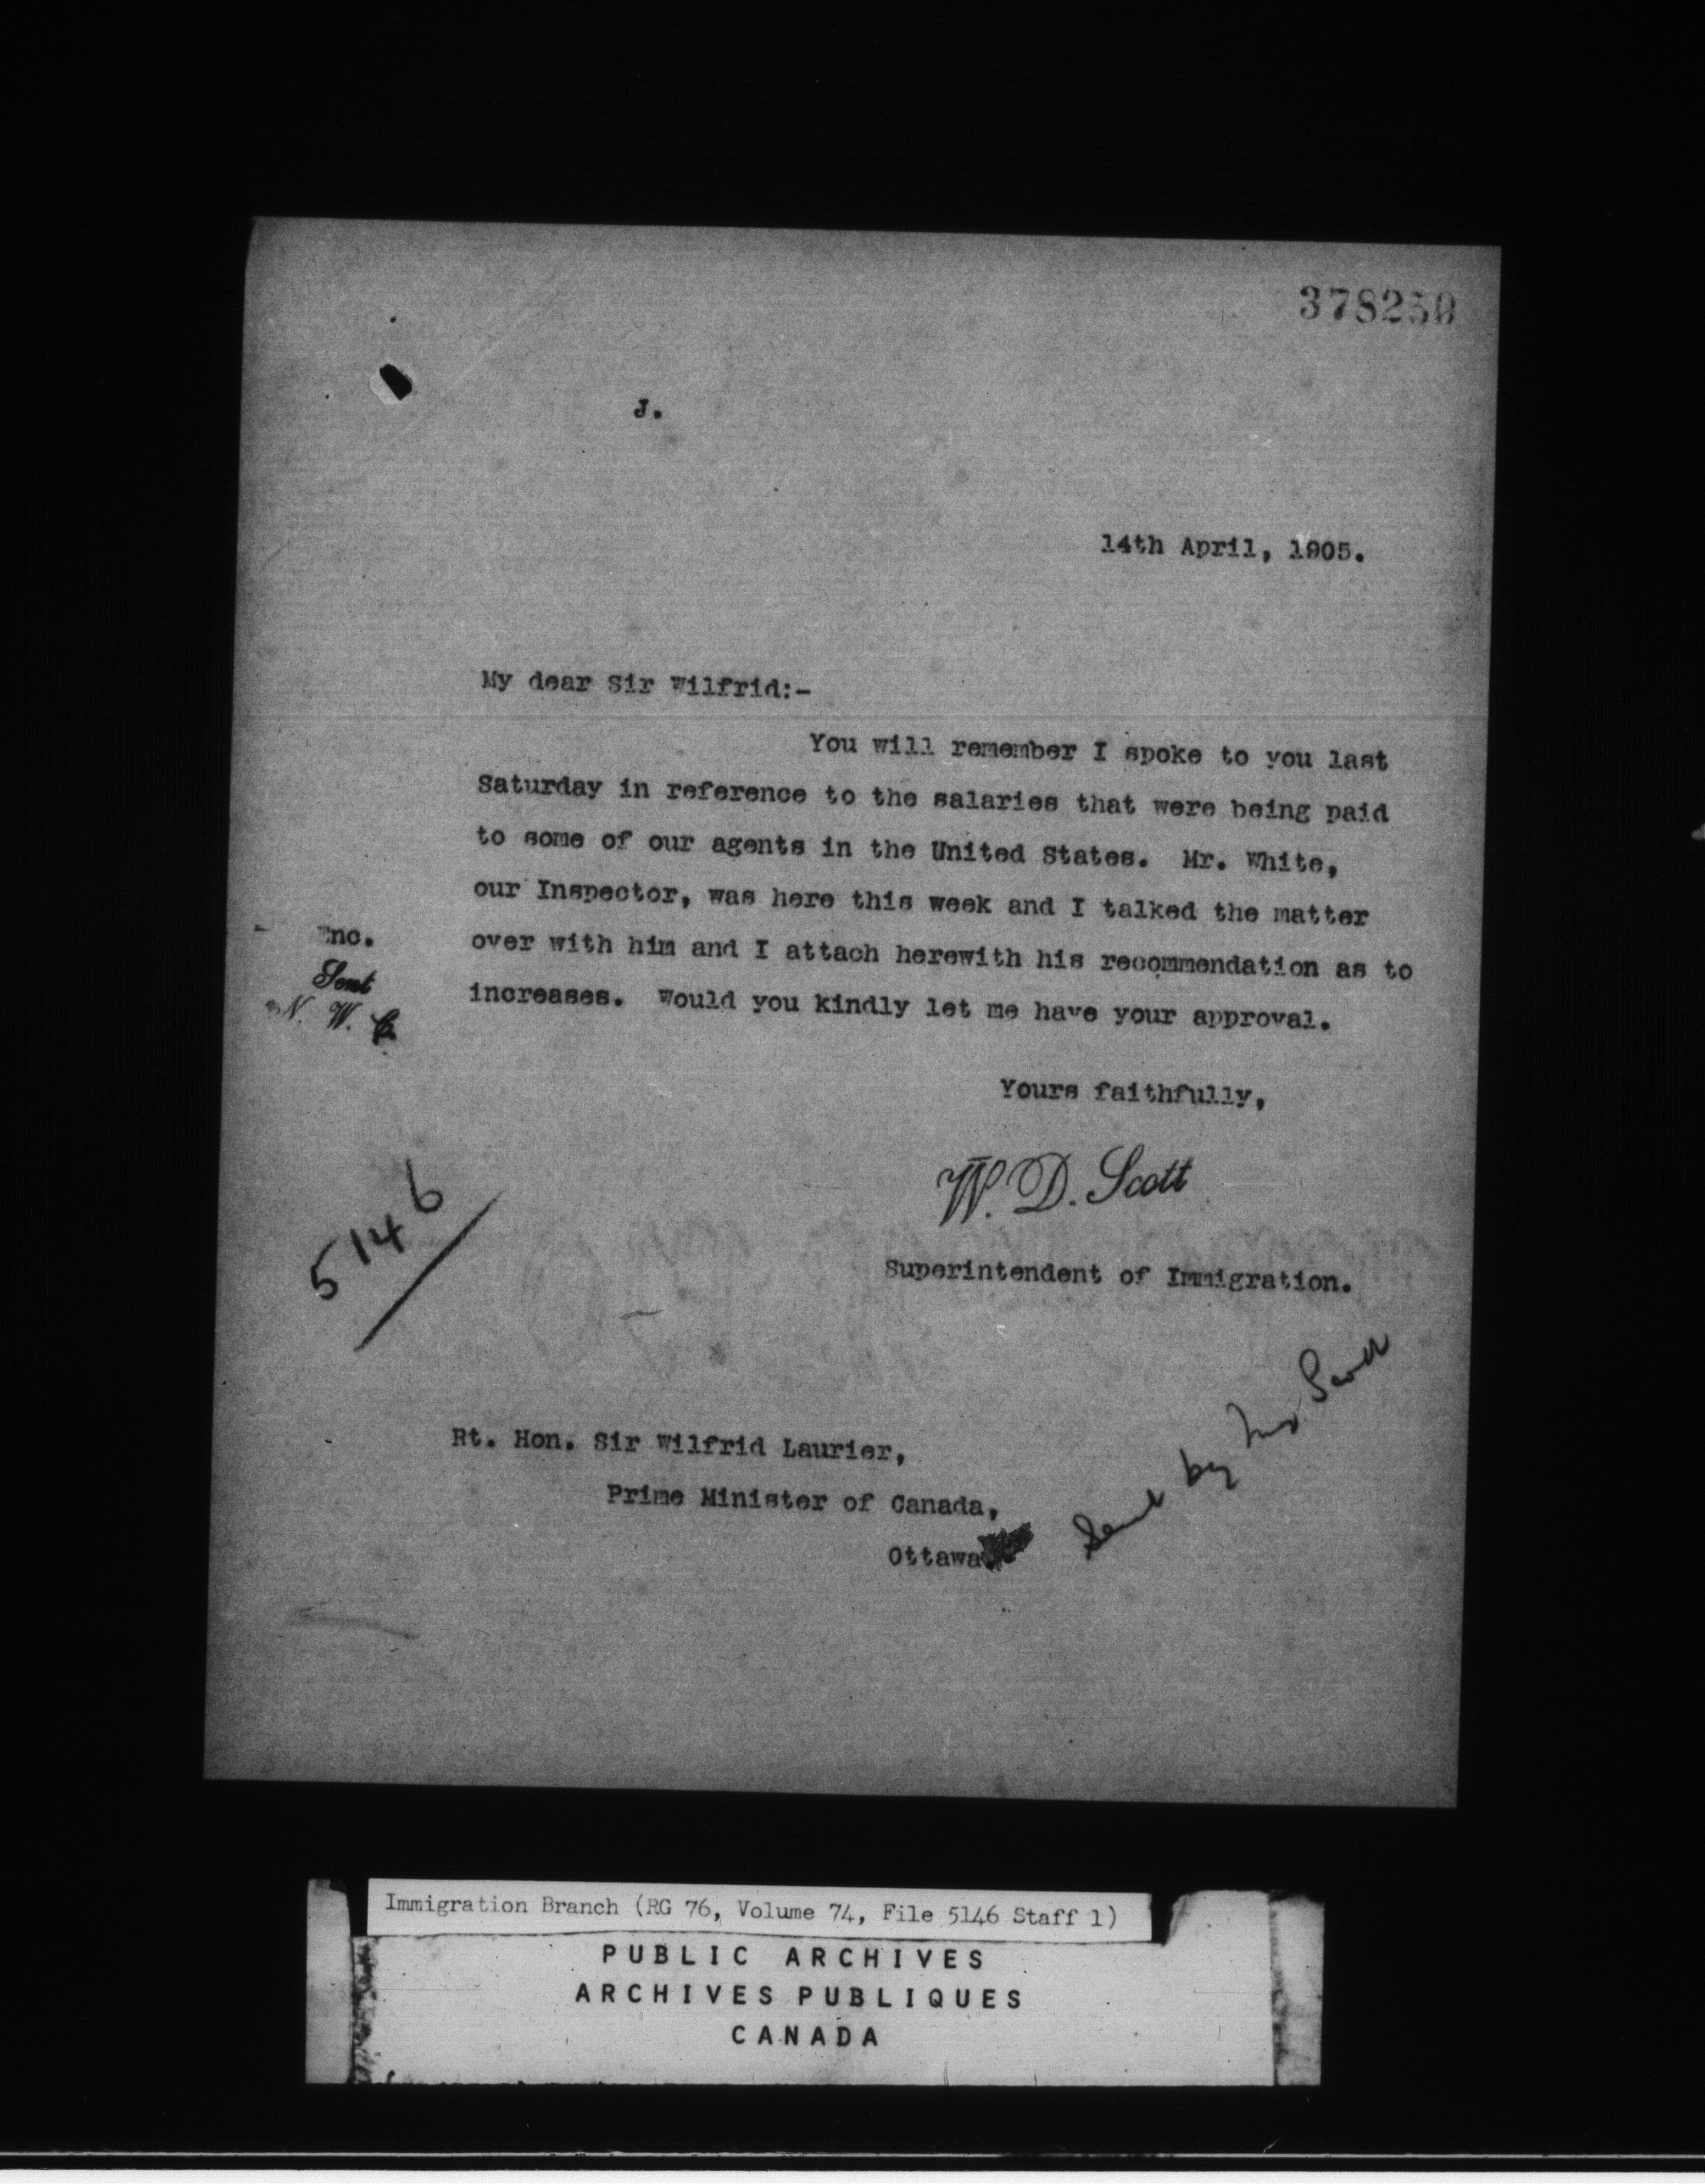 378250
J.
14th April, 1905.
My dear Sir Wilfrid:-
You will remember I spoke to you last
Saturday in reference to the salaries that were being paid
to some of our agents in the United States. Mr. White,
our Inspector, was here this week and I talked the matter
over with him and I attach herewith his recommendation as to
increases. Would you kindly let me have your approval.
Enc.
Sent
N. W. C.
Yours faithfully,
W. D. Scott
Superintendent of Immigration.
5146
Rt. Hon. Sir Wilfrid Laurier,
Prime Minister of Canada,
Ottawa
Sent by Mr. Scott
Immigration Branch (RG 76, Volume 74, File 5146 Staff 1)
PUBLIC ARCHIVES
ARCHIVES PUBLIQUES
CANADA